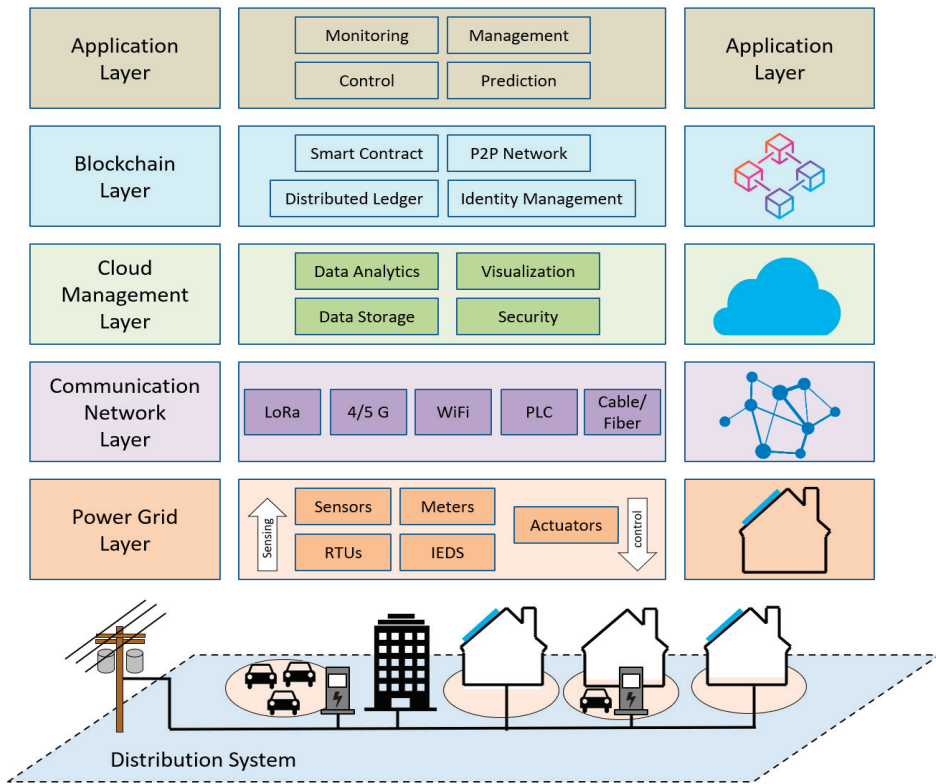 Application
Layer
Monitoring
Management
Control
Prediction
Application
Layer
Blockchain
Layer
Smart Contract
P2P Network
Distributed Ledger
Identity Management
Cloud
Management
Layer
Data Analytics
Visualization
Data Storage
Security
Communication
Network
Layer
LoRa
4/5 G
WiFi
PLC
Cable/
Fiber
Power Grid
Layer
Sensing
Sensors
Meters
RTUs
IEDS
Actuators
control
Distribution System